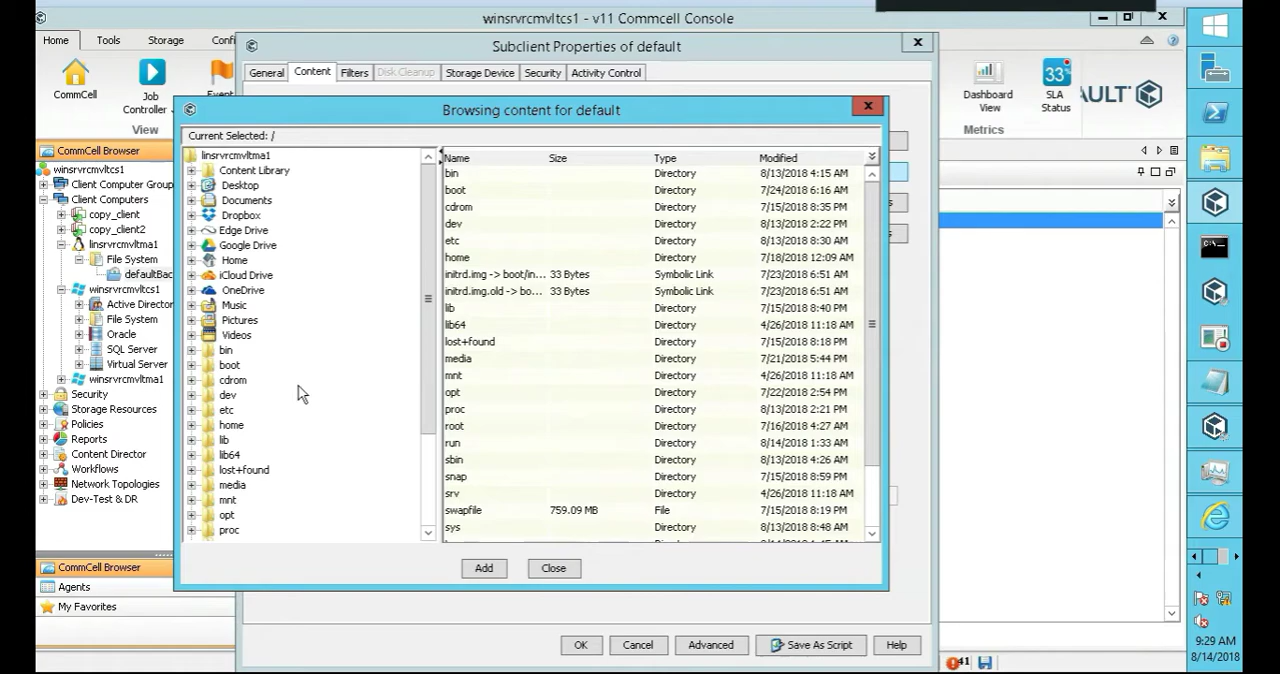 winsrvrcmvltcs1 - v11 Commcell Console
Home
Tools
Storage
Subclient Properties of default
General
Content
Filters
Disk Cleanup
Storage Device
Security
Activity Control
CommCell
Job
Controller
View
Dashboard
View
33
SLA
Status
AULT
Metrics
Browsing content for default
Current Selected: /
CommCell Browser
winsrvrcmvltcs1
Client Computer Group
Client Computers
copy_client
copy_client2
linsrvrcmvltma1
File System
defaultBac
winsrvrcmvltcs1
Active Director
File System
Oracle
SQL Server
Virtual Server
winsrvrcmvltma1
Security
Storage Resources
Policies
Reports
Content Director
Workflows
Network Topologies
Dev-Test & DR
CommCell Browser
Agents
My Favorites
linsrvrcmvltma1
Content Library
Desktop
Documents
Dropbox
Edge Drive
Google Drive
Home
iCloud Drive
OneDrive
Music
Pictures
Videos
bin
boot
cdrom
dev
etc
home
lib
lib64
lost+found
media
mnt
opt
proc
Name Size Type Modified
bin Directory 8/13/2018 4:15 AM
boot Directory 7/24/2018 6:16 AM
cdrom Directory 7/15/2018 8:35 PM
dev Directory 8/13/2018 2:22 PM
etc Directory 8/13/2018 8:30 AM
home Directory 7/18/2018 12:09 AM
initrd.img -> boot/in... 33 Bytes Symbolic Link 7/23/2018 6:51 AM
initrd.img.old -> bo... 33 Bytes Symbolic Link 7/23/2018 6:51 AM
lib Directory 7/15/2018 8:40 PM
lib64 Directory 4/26/2018 11:18 AM
lost+found Directory 7/15/2018 8:18 PM
media Directory 7/21/2018 5:44 PM
mnt Directory 4/26/2018 11:18 AM
opt Directory 7/22/2018 2:54 PM
proc Directory 8/13/2018 2:21 PM
root Directory 7/16/2018 4:27 AM
run Directory 8/14/2018 1:33 AM
sbin Directory 8/13/2018 4:26 AM
snap Directory 7/15/2018 8:59 PM
srv Directory 4/26/2018 11:18 AM
swapfile 759.09 MB File 7/15/2018 8:19 PM
sys Directory 8/13/2018 8:48 AM
Add
Close
OK
Cancel
Advanced
Save As Script
Help
41
9:29 AM
8/14/2018